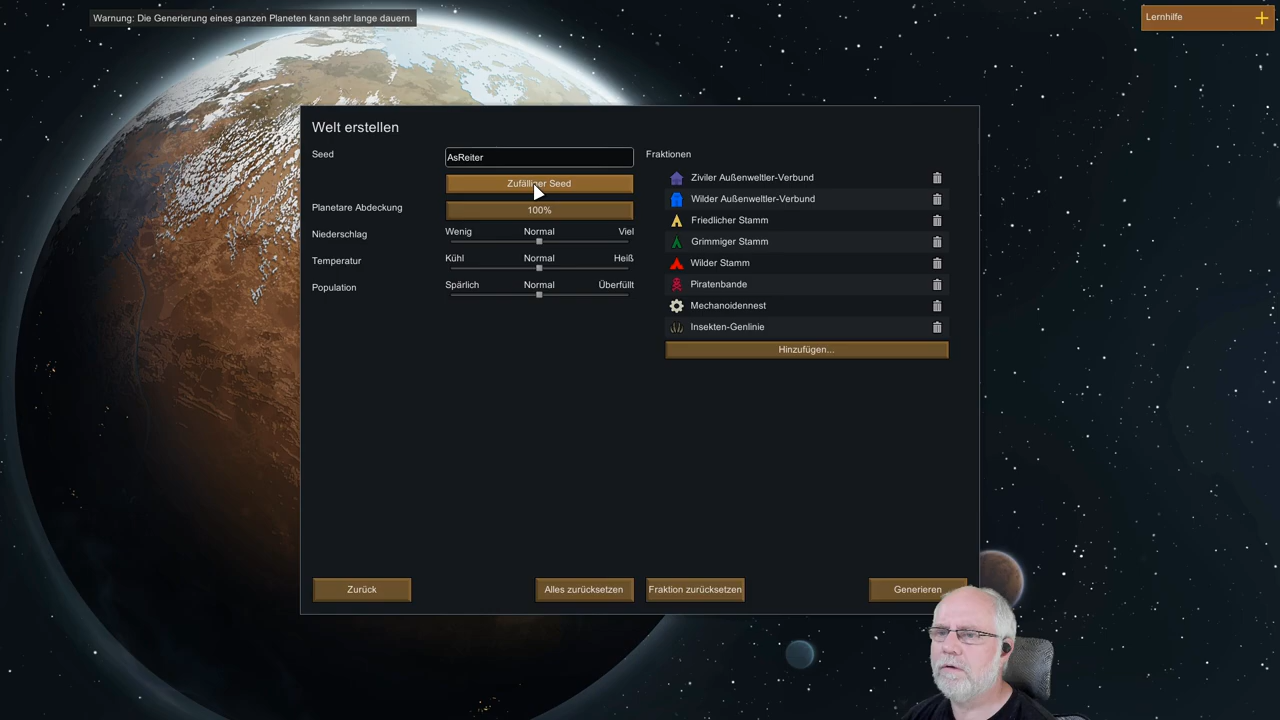 Warnung: Die Generierung eines ganzen Planeten kann sehr lange dauern.
Lernhilfe
Welt erstellen
Seed
AsReiter
Zufälliger Seed
Planetare Abdeckung
100%
Niederschlag
Wenig Normal Viel
Temperatur
Kühl Normal Heiß
Population
Spärlich Normal Überfüllt
Fraktionen
Ziviler Außenweltler-Verbund
Wilder Außenweltler-Verbund
Friedlicher Stamm
Grimmiger Stamm
Wilder Stamm
Piratenbande
Mechanoidennest
Insekten-Genlinie
Hinzufügen...
Zurück
Alles zurücksetzen
Fraktion zurücksetzen
Generieren